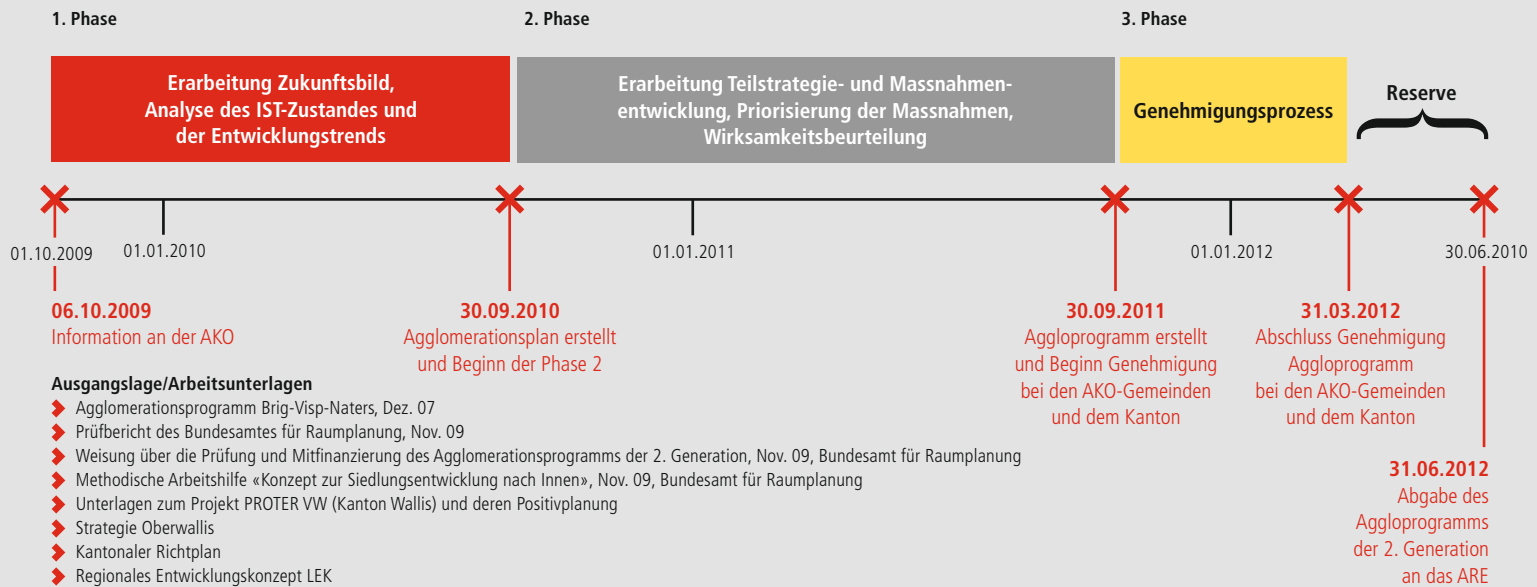 1. Phase
2. Phase
3. Phase
Erarbeitung Zukunftsbild,
Analyse des IST-Zustandes und
der Entwicklungstrends
Erarbeitung Teilstrategie- und Massnahmen-
entwicklung, Priorisierung der Massnahmen,
Wirksamkeitsbeurteilung
Genehmigungsprozess
Reserve
01.10.2009
01.01.2010
01.01.2011
01.01.2012
30.06.2010
06.10.2009
Information an der AKO
30.09.2010
Agglomerationsplan erstellt
und Beginn der Phase 2
30.09.2011
Aggloprogramm erstellt
und Beginn Genehmigung
bei den AKO-Gemeinden
und dem Kanton
31.03.2012
Abschluss Genehmigung
Aggloprogramm
bei den AKO-Gemeinden
und dem Kanton
31.06.2012
Abgabe des
Aggloprogramms
der 2. Generation
an das ARE
Ausgangslage/Arbeitsunterlagen
Agglomerationsprogramm Brig-Visp-Naters, Dez. 07
Prüfbericht des Bundesamtes für Raumplanung, Nov. 09
Weisung über die Prüfung und Mitfinanzierung des Agglomerationsprogramms der 2. Generation, Nov. 09, Bundesamt für Raumplanung
Methodische Arbeitshilfe «Konzept zur Siedlungsentwicklung nach Innen», Nov. 09, Bundesamt für Raumplanung
Unterlagen zum Projekt PROTER VW (Kanton Wallis) und deren Positivplanung
Strategie Oberwallis
Kantonaler Richtplan
Regionales Entwicklungskonzept LEK